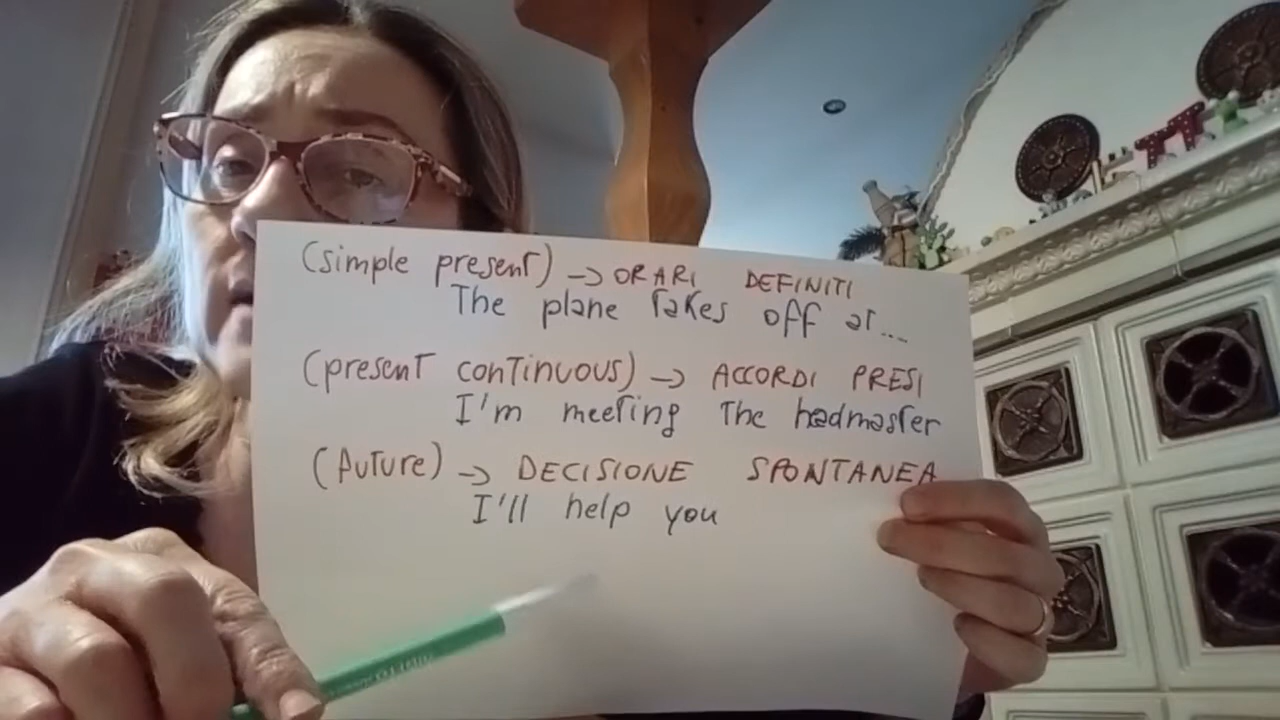 (simple present) → ORARI DEFINITI
The plane takes off at...
(present continuous) → ACCORDI PRESI
I'm meeting the hedmaster
(future) → DECISIONE SPONTANEA
I'll help you